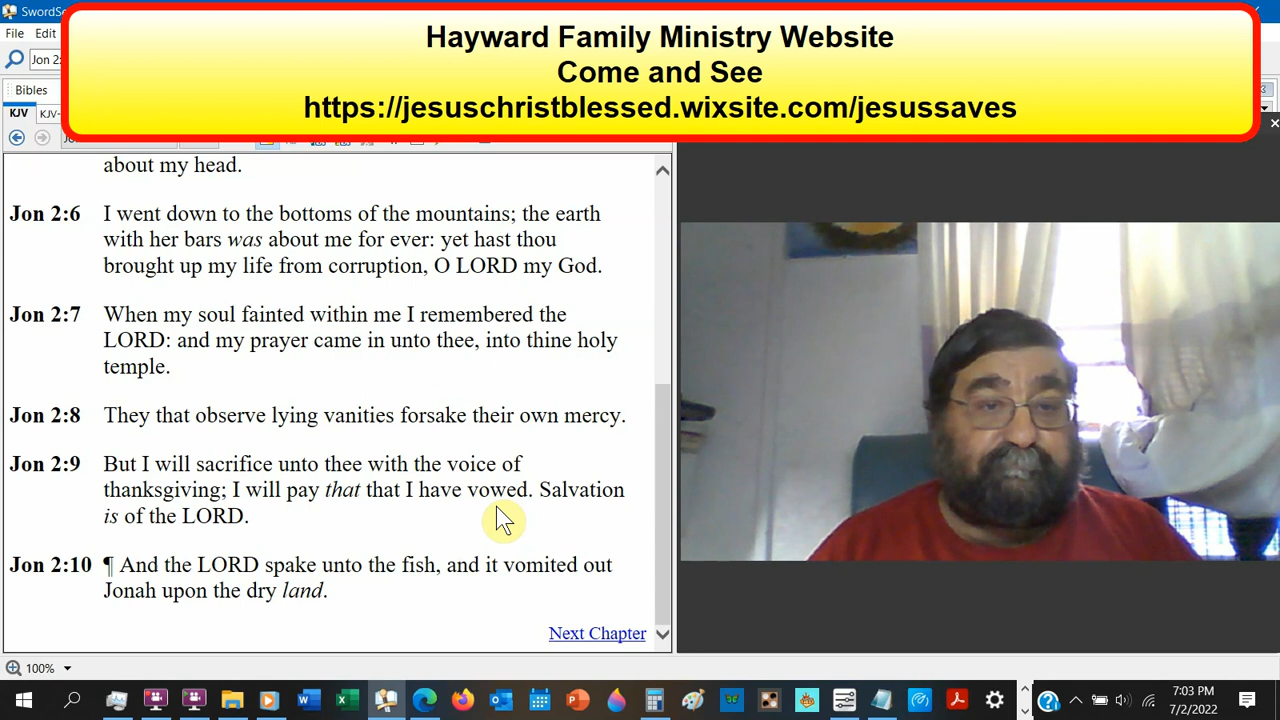 SwordSe
Hayward Family Ministry Website
Come and See
https://jesuschristblessed.wixsite.com/jesussaves
File Edit
Jon 2:
Bibles
KJV KJV-
about my head.
Jon 2:6 I went down to the bottoms of the mountains; the earth
with her bars was about me for ever: yet hast thou
brought up my life from corruption, O LORD my God.
Jon 2:7 When my soul fainted within me I remembered the
LORD: and my prayer came in unto thee, into thine holy
temple.
Jon 2:8 They that observe lying vanities forsake their own mercy.
Jon 2:9 But I will sacrifice unto thee with the voice of
thanksgiving; I will pay that that I have vowed. Salvation
is of the LORD.
Jon 2:10 ¶ And the LORD spake unto the fish, and it vomited out
Jonah upon the dry land.
Next Chapter
100%
7:03 PM
7/2/2022